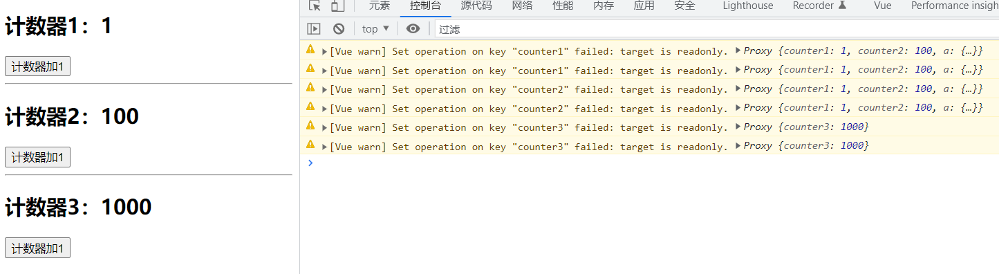 计数器1：1
计数器加1
计数器2：100
计数器加1
计数器3：1000
计数器加1
元素 控制台 源代码 网络 性能 内存 应用 安全 Lighthouse Recorder Vue Performance insigh
top ▼ 过滤
▶[Vue warn] Set operation on key "counter1" failed: target is readonly. ▶Proxy {counter1: 1, counter2: 100, a: {…}}
▶[Vue warn] Set operation on key "counter1" failed: target is readonly. ▶Proxy {counter1: 1, counter2: 100, a: {…}}
▶[Vue warn] Set operation on key "counter2" failed: target is readonly. ▶Proxy {counter1: 1, counter2: 100, a: {…}}
▶[Vue warn] Set operation on key "counter2" failed: target is readonly. ▶Proxy {counter1: 1, counter2: 100, a: {…}}
▶[Vue warn] Set operation on key "counter3" failed: target is readonly. ▶Proxy {counter3: 1000}
▶[Vue warn] Set operation on key "counter3" failed: target is readonly. ▶Proxy {counter3: 1000}